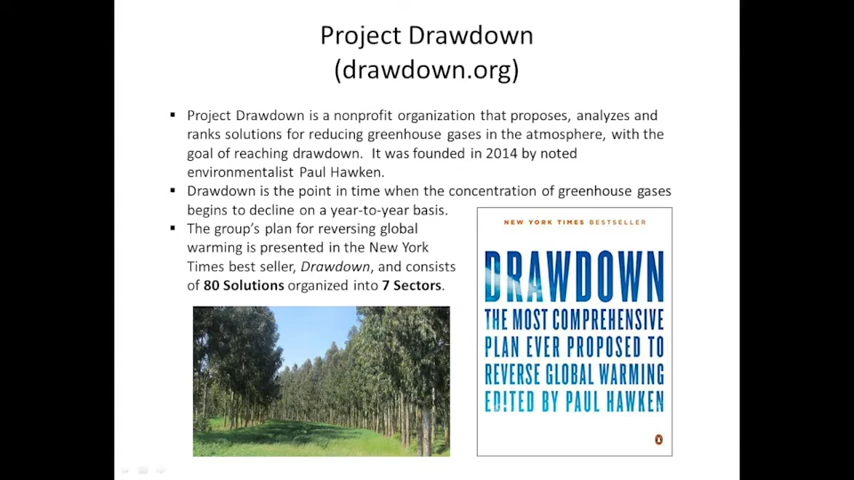 Project Drawdown
(drawdown.org)
▪ Project Drawdown is a nonprofit organization that proposes, analyzes and
ranks solutions for reducing greenhouse gases in the atmosphere, with the
goal of reaching drawdown.  It was founded in 2014 by noted
environmentalist Paul Hawken.
▪ Drawdown is the point in time when the concentration of greenhouse gases
begins to decline on a year-to-year basis.
▪ The group's plan for reversing global
warming is presented in the New York
Times best seller, Drawdown, and consists
of 80 Solutions organized into 7 Sectors.
NEW YORK TIMES BESTSELLER
DRAWDOWN
THE MOST COMPREHENSIVE
PLAN EVER PROPOSED TO
REVERSE GLOBAL WARMING
EDITED BY PAUL HAWKEN